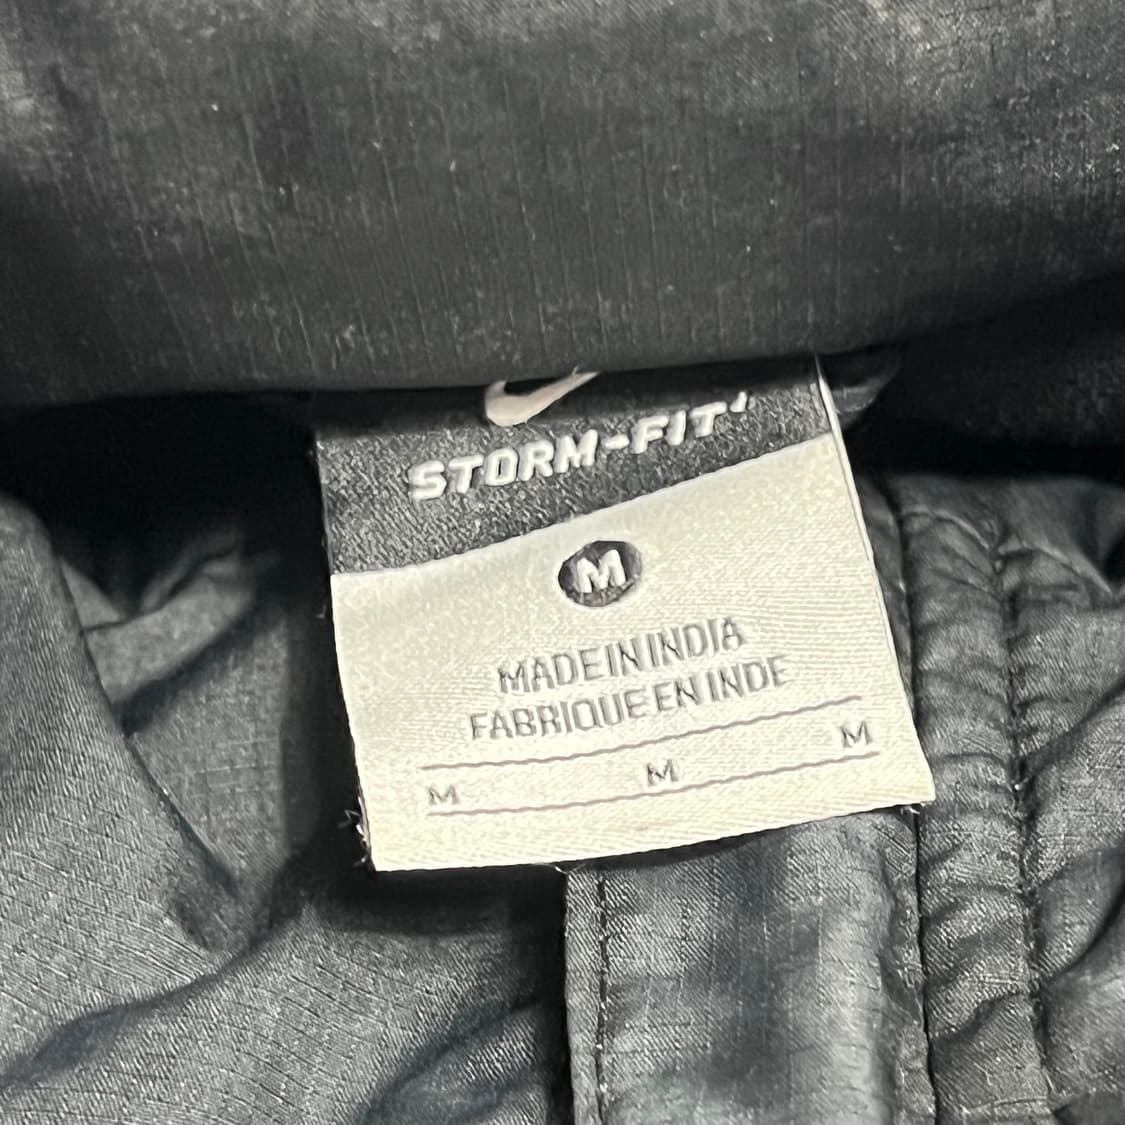 STORM-FIT
M
MADE IN INDIA
FABRIQUE EN INDE
M M M